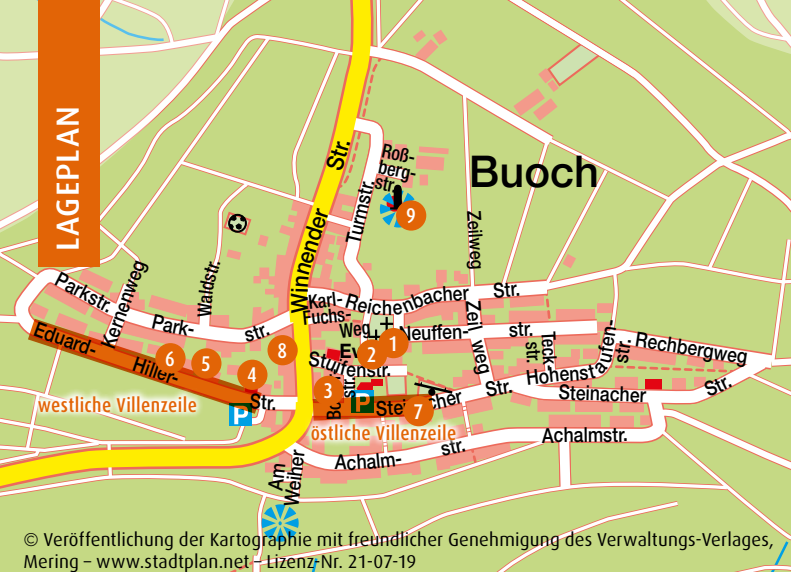 LAGEPLAN
Buoch
Winnender Str.
Roß-
berg-
str.
9
Turmstr.
Zeilweg
Parkstr.
Kernenweg
Waldstr.
Park-
str.
Karl-
Fuchs-
Weg
Reichenbacher Str.
Neuffen-
str.
Zeil weg
Teck-
str.
Hohenstaufen-
str.
Rechbergweg
Eduard-
Hiller-
Str.
6
5
4
8
1
2
3
7
Ev
Stuifenstr.
Steinacher
Str.
Steinacher
Str.
westliche Villenzeile
östliche Villenzeile
P
P
Achalm-
str.
Achalmstr.
Am
Weiher
© Veröffentlichung der Kartographie mit freundlicher Genehmigung des Verwaltungs-Verlages,
Mering – www.stadtplan.net – Lizenz-Nr. 21-07-19